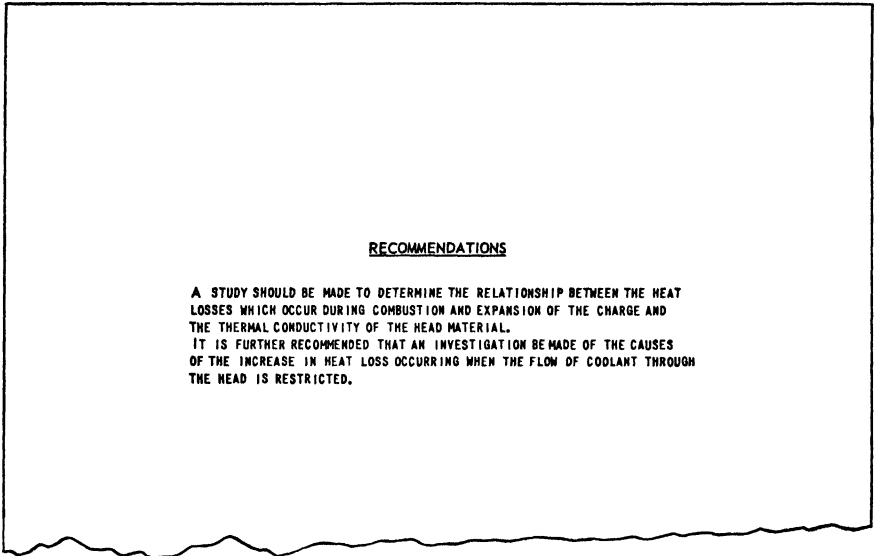 RECOMMENDATIONS
A STUDY SHOULD BE MADE TO DETERMINE THE RELATIONSHIP BETWEEN THE HEAT
LOSSES WHICH OCCUR DURING COMBUSTION AND EXPANSION OF THE CHARGE AND
THE THERMAL CONDUCTIVITY OF THE HEAD MATERIAL.
IT IS FURTHER RECOMMENDED THAT AN INVESTIGATION BE MADE OF THE CAUSES
OF THE INCREASE IN HEAT LOSS OCCURRING WHEN THE FLOW OF COOLANT THROUGH
THE HEAD IS RESTRICTED.